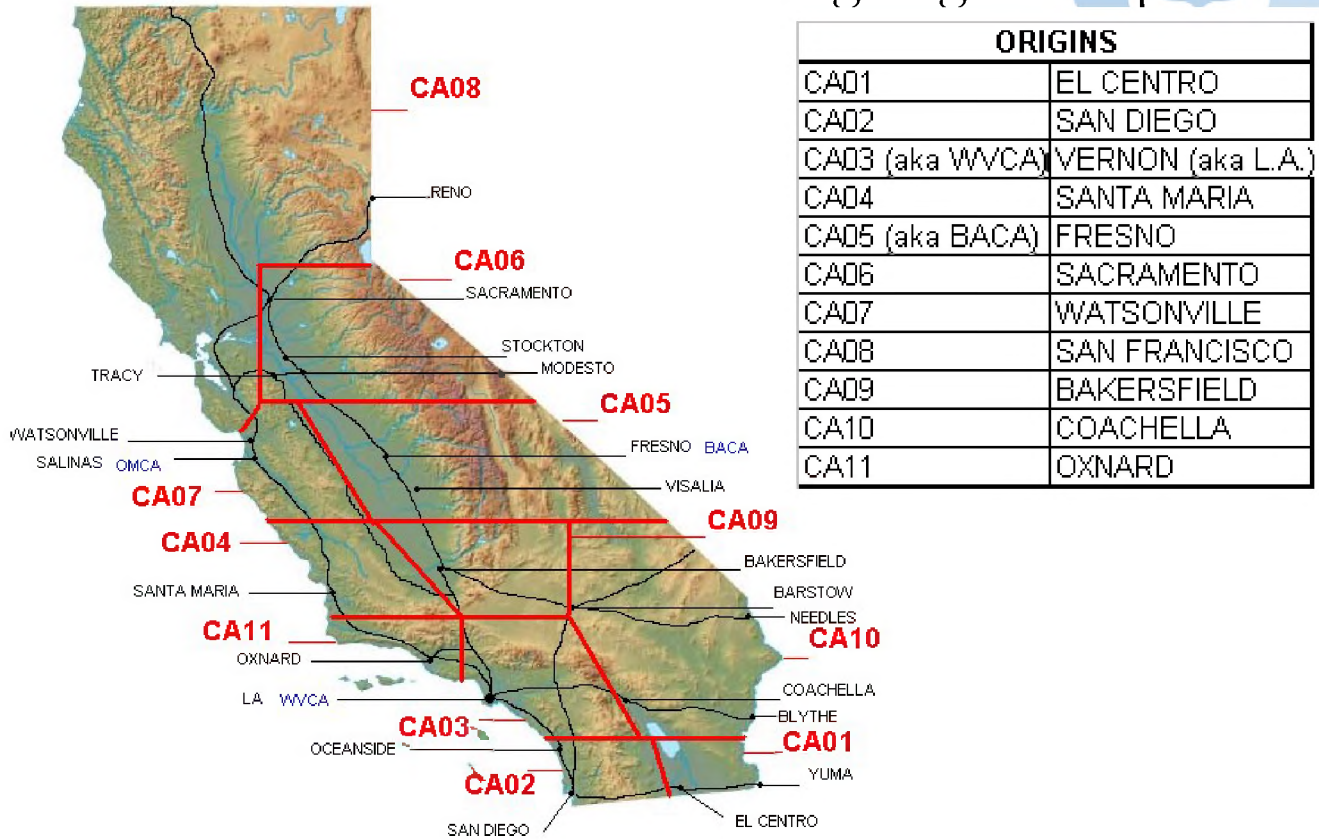 ORIGINS
CA01 EL CENTRO
CA02 SAN DIEGO
CA03 (aka WVCA) VERNON (aka L.A.)
CA04 SANTA MARIA
CA05 (aka BACA) FRESNO
CA06 SACRAMENTO
CA07 WATSONVILLE
CA08 SAN FRANCISCO
CA09 BAKERSFIELD
CA10 COACHELLA
CA11 OXNARD
CA08
RENO
CA06
SACRAMENTO
STOCKTON
MODESTO
TRACY
CA05
WATSONVILLE
FRESNO BACA
SALINAS OMCA
VISALIA
CA07
CA09
CA04
BAKERSFIELD
SANTA MARIA
BARSTOW
NEEDLES
CA11
CA10
OXNARD
COACHELLA
LA WVCA
BLYTHE
CA03
CA01
OCEANSIDE
YUMA
CA02
EL CENTRO
SAN DIEGO